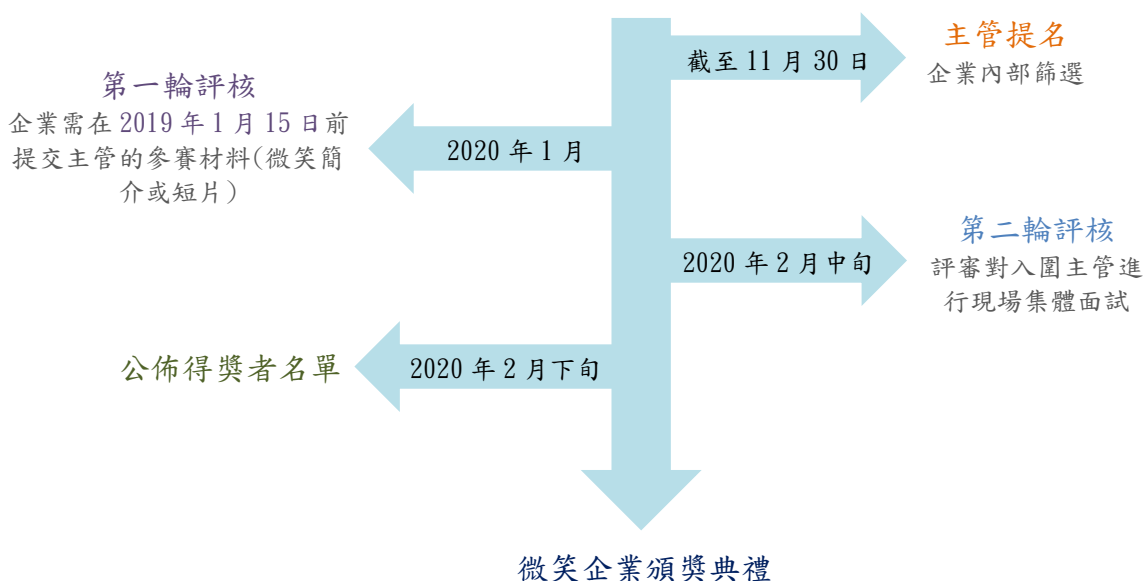 主管提名
企業內部篩選
截至 11 月 30 日
第一輪評核
企業需在 2019 年 1 月 15 日前
提交主管的參賽材料(微笑簡
介或短片)
2020 年 1 月
第二輪評核
評審對入圍主管進
行現場集體面試
2020 年 2 月中旬
公佈得獎者名單
2020 年 2 月下旬
微笑企業頒獎典禮